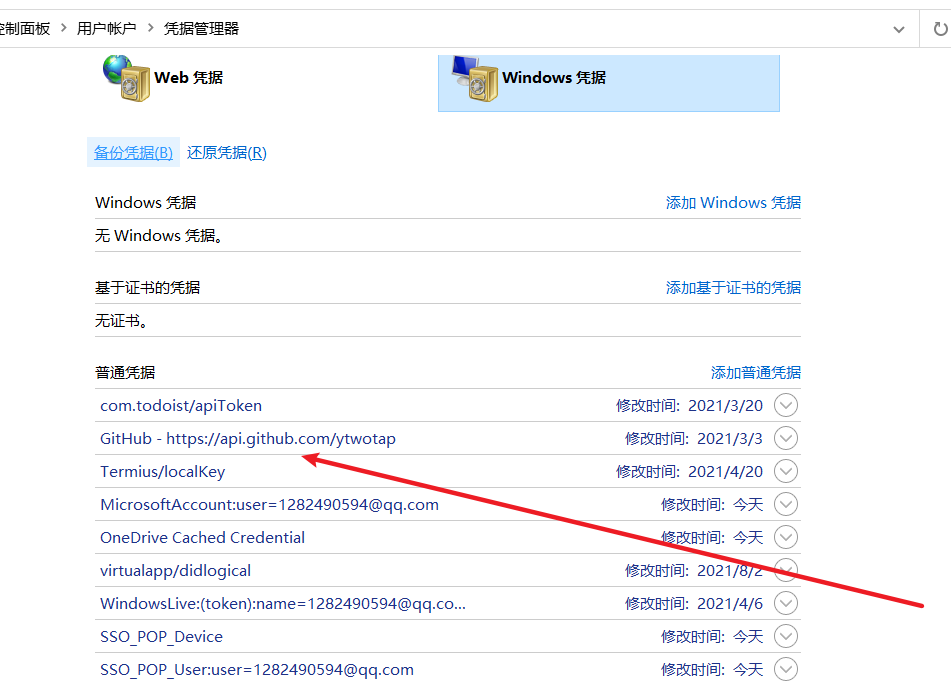 控制面板 > 用户帐户 > 凭据管理器
Web 凭据 Windows 凭据
备份凭据(B) 还原凭据(R)
Windows 凭据 添加 Windows 凭据
无 Windows 凭据。
基于证书的凭据 添加基于证书的凭据
无证书。
普通凭据 添加普通凭据
com.todoist/apiToken 修改时间: 2021/3/20
GitHub - https://api.github.com/ytwotap 修改时间: 2021/3/3
Termius/localKey 修改时间: 2021/4/20
MicrosoftAccount:user=1282490594@qq.com 修改时间: 今天
OneDrive Cached Credential 修改时间: 今天
virtualapp/didlogical 修改时间: 2021/8/2
WindowsLive:(token):name=1282490594@qq.co... 修改时间: 2021/4/6
SSO_POP_Device 修改时间: 今天
SSO_POP_User:user=1282490594@qq.com 修改时间: 今天